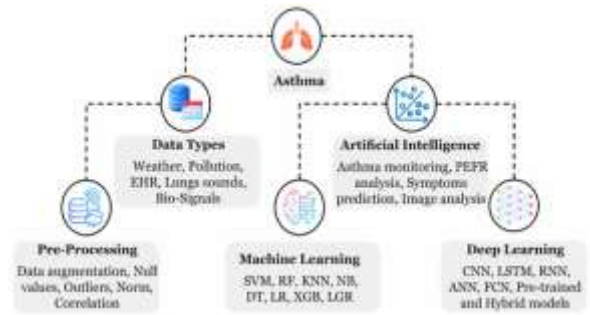 Asthma
Data Types
Weather, Pollution,
EHR, Lungs sounds,
Bio-Signals
Artificial Intelligence
Asthma monitoring, PEFR
analysis, Symptoms
prediction, Image analysis
Pre-Processing
Data augmentation, Null
values, Outliers, Norm,
Correlation
Machine Learning
SVM, RF, KNN, NB,
DT, LR, XGB, LGR
Deep Learning
CNN, LSTM, RNN,
ANN, FCN, Pre-trained
and Hybrid models